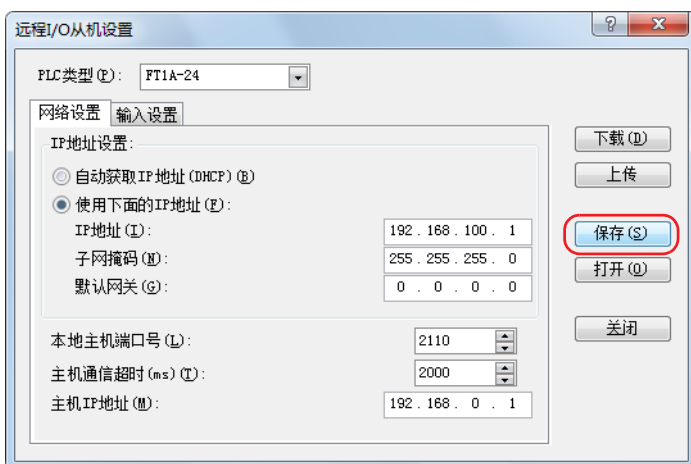 远程I/O从机设置
PLC类型(P): FT1A-24
网络设置 输入设置
IP地址设置:
自动获取IP地址(DHCP)(B)
使用下面的IP地址(F):
IP地址(I): 192 . 168 . 100 . 1
子网掩码(N): 255 . 255 . 255 . 0
默认网关(G): 0 . 0 . 0 . 0
本地主机端口号(L): 2110
主机通信超时(ms)(T): 2000
主机IP地址(M): 192 . 168 . 0 . 1
下载(D)
上传
保存(S)
打开(O)
关闭